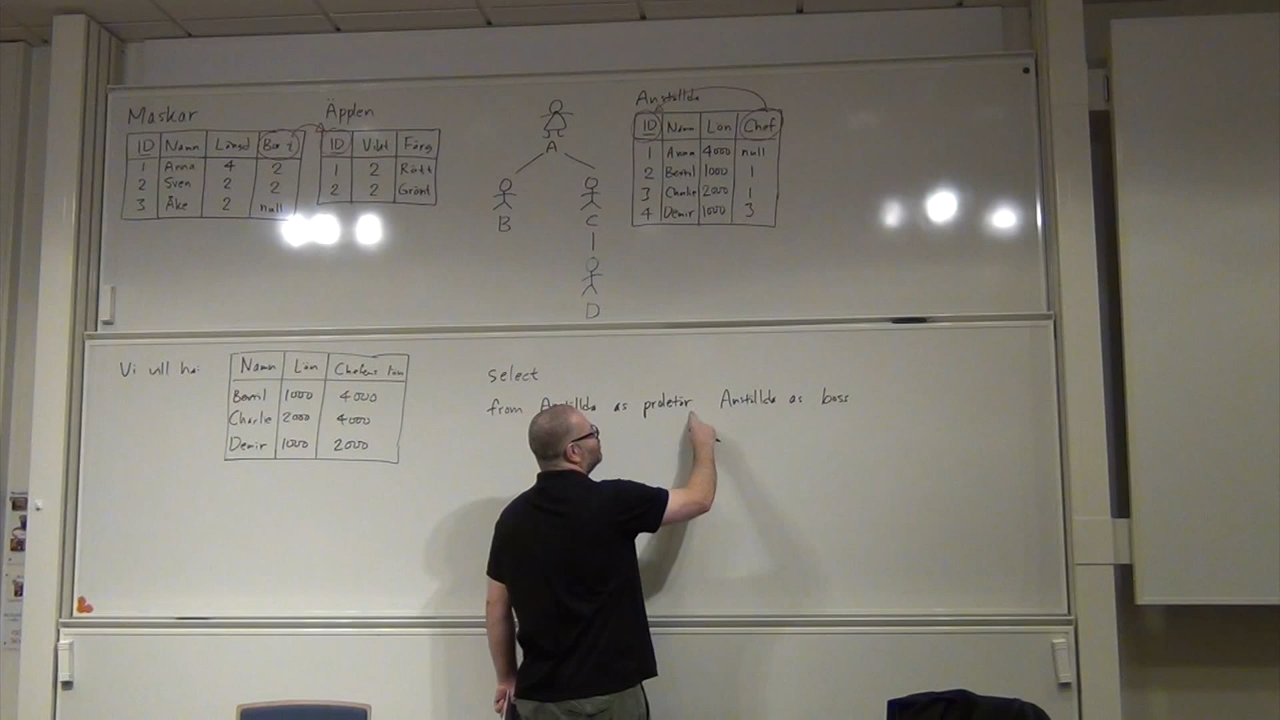 Maskar
ID Namn Längd Bor i
1 Anna 4 2
2 Sven 2 2
3 Åke 2 null
Äpplen
ID Vikt Färg
1 2 Rött
2 2 Grönt
A
B
C
D
Anställda
ID Namn Lön Chef
1 Anna 4000 null
2 Bertil 1000 1
3 Charlie 2000 1
4 Demir 1000 3
Vi vill ha:
Namn Lön Chefens lön
Bertil 1000 4000
Charlie 2000 4000
Demir 1000 2000
select
from Anställda as proletär Anställda as boss